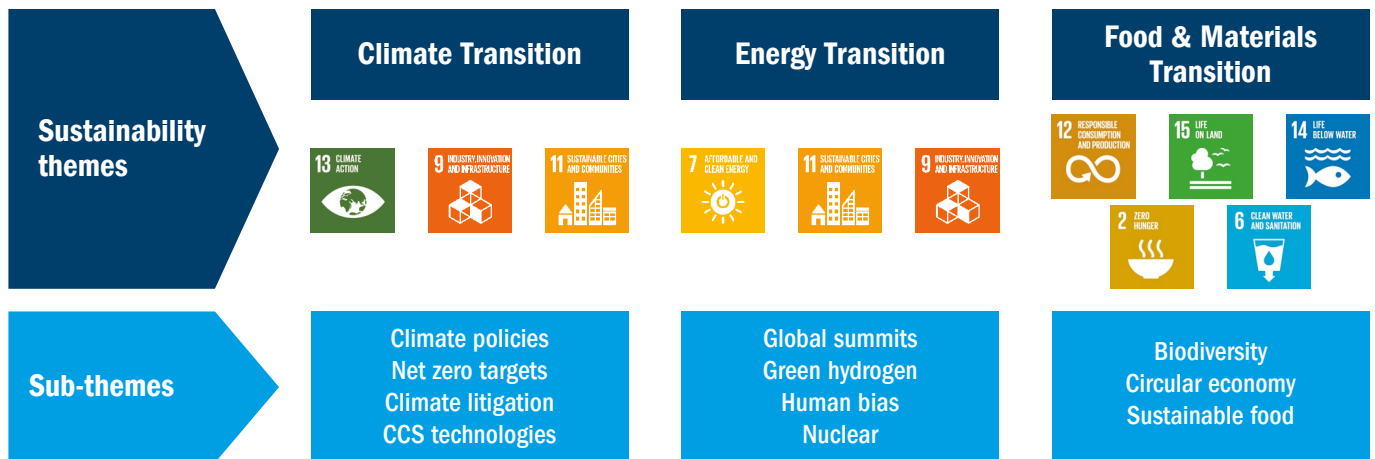 Sustainability
themes
Climate Transition
Energy Transition
Food & Materials
Transition
13 CLIMATE
ACTION
9 INDUSTRY, INNOVATION
AND INFRASTRUCTURE
11 SUSTAINABLE CITIES
AND COMMUNITIES
7 AFFORDABLE AND
CLEAN ENERGY
11 SUSTAINABLE CITIES
AND COMMUNITIES
9 INDUSTRY, INNOVATION
AND INFRASTRUCTURE
12 RESPONSIBLE
CONSUMPTION
AND PRODUCTION
15 LIFE
ON LAND
14 LIFE
BELOW WATER
2 ZERO
HUNGER
6 CLEAN WATER
AND SANITATION
Sub-themes
Climate policies
Net zero targets
Climate litigation
CCS technologies
Global summits
Green hydrogen
Human bias
Nuclear
Biodiversity
Circular economy
Sustainable food